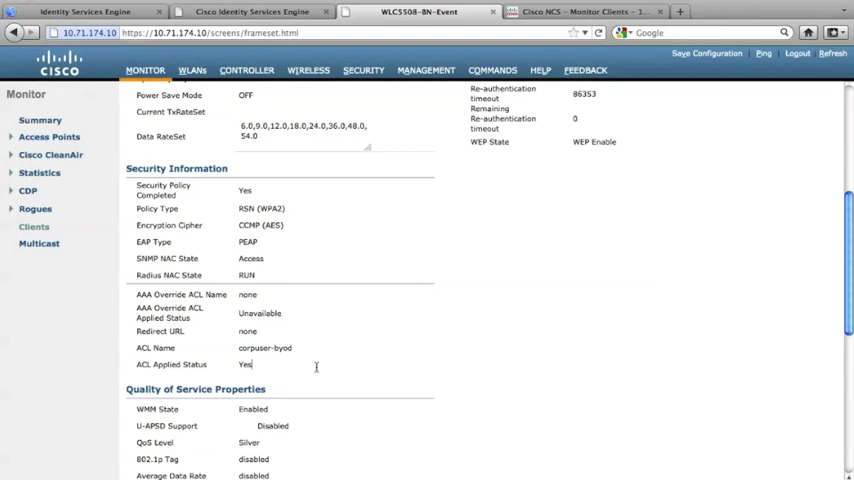 Identity Services Engine
Cisco Identity Services Engine
WLC5508-BN-Event
Cisco NCS - Monitor Clients - 1...
10.71.174.10 https://10.71.174.10/screens/frameset.html
Google
Save Configuration Ping Logout Refresh
CISCO
MONITOR WLANs CONTROLLER WIRELESS SECURITY MANAGEMENT COMMANDS HELP FEEDBACK
Monitor
Summary
Access Points
Cisco CleanAir
Statistics
CDP
Rogues
Clients
Multicast
Power Save Mode OFF
Current TxRateSet
Data RateSet 6.0,9.0,12.0,18.0,24.0,36.0,48.0,
54.0
Re-authentication
timeout 86353
Remaining
Re-authentication
timeout 0
WEP State WEP Enable
Security Information
Security Policy
Completed Yes
Policy Type RSN (WPA2)
Encryption Cipher CCMP (AES)
EAP Type PEAP
SNMP NAC State Access
Radius NAC State RUN
AAA Override ACL Name none
AAA Override ACL
Applied Status Unavailable
Redirect URL none
ACL Name corpuser-byod
ACL Applied Status Yes
Quality of Service Properties
WMM State Enabled
U-APSD Support Disabled
QoS Level Silver
802.1p Tag disabled
Average Data Rate disabled